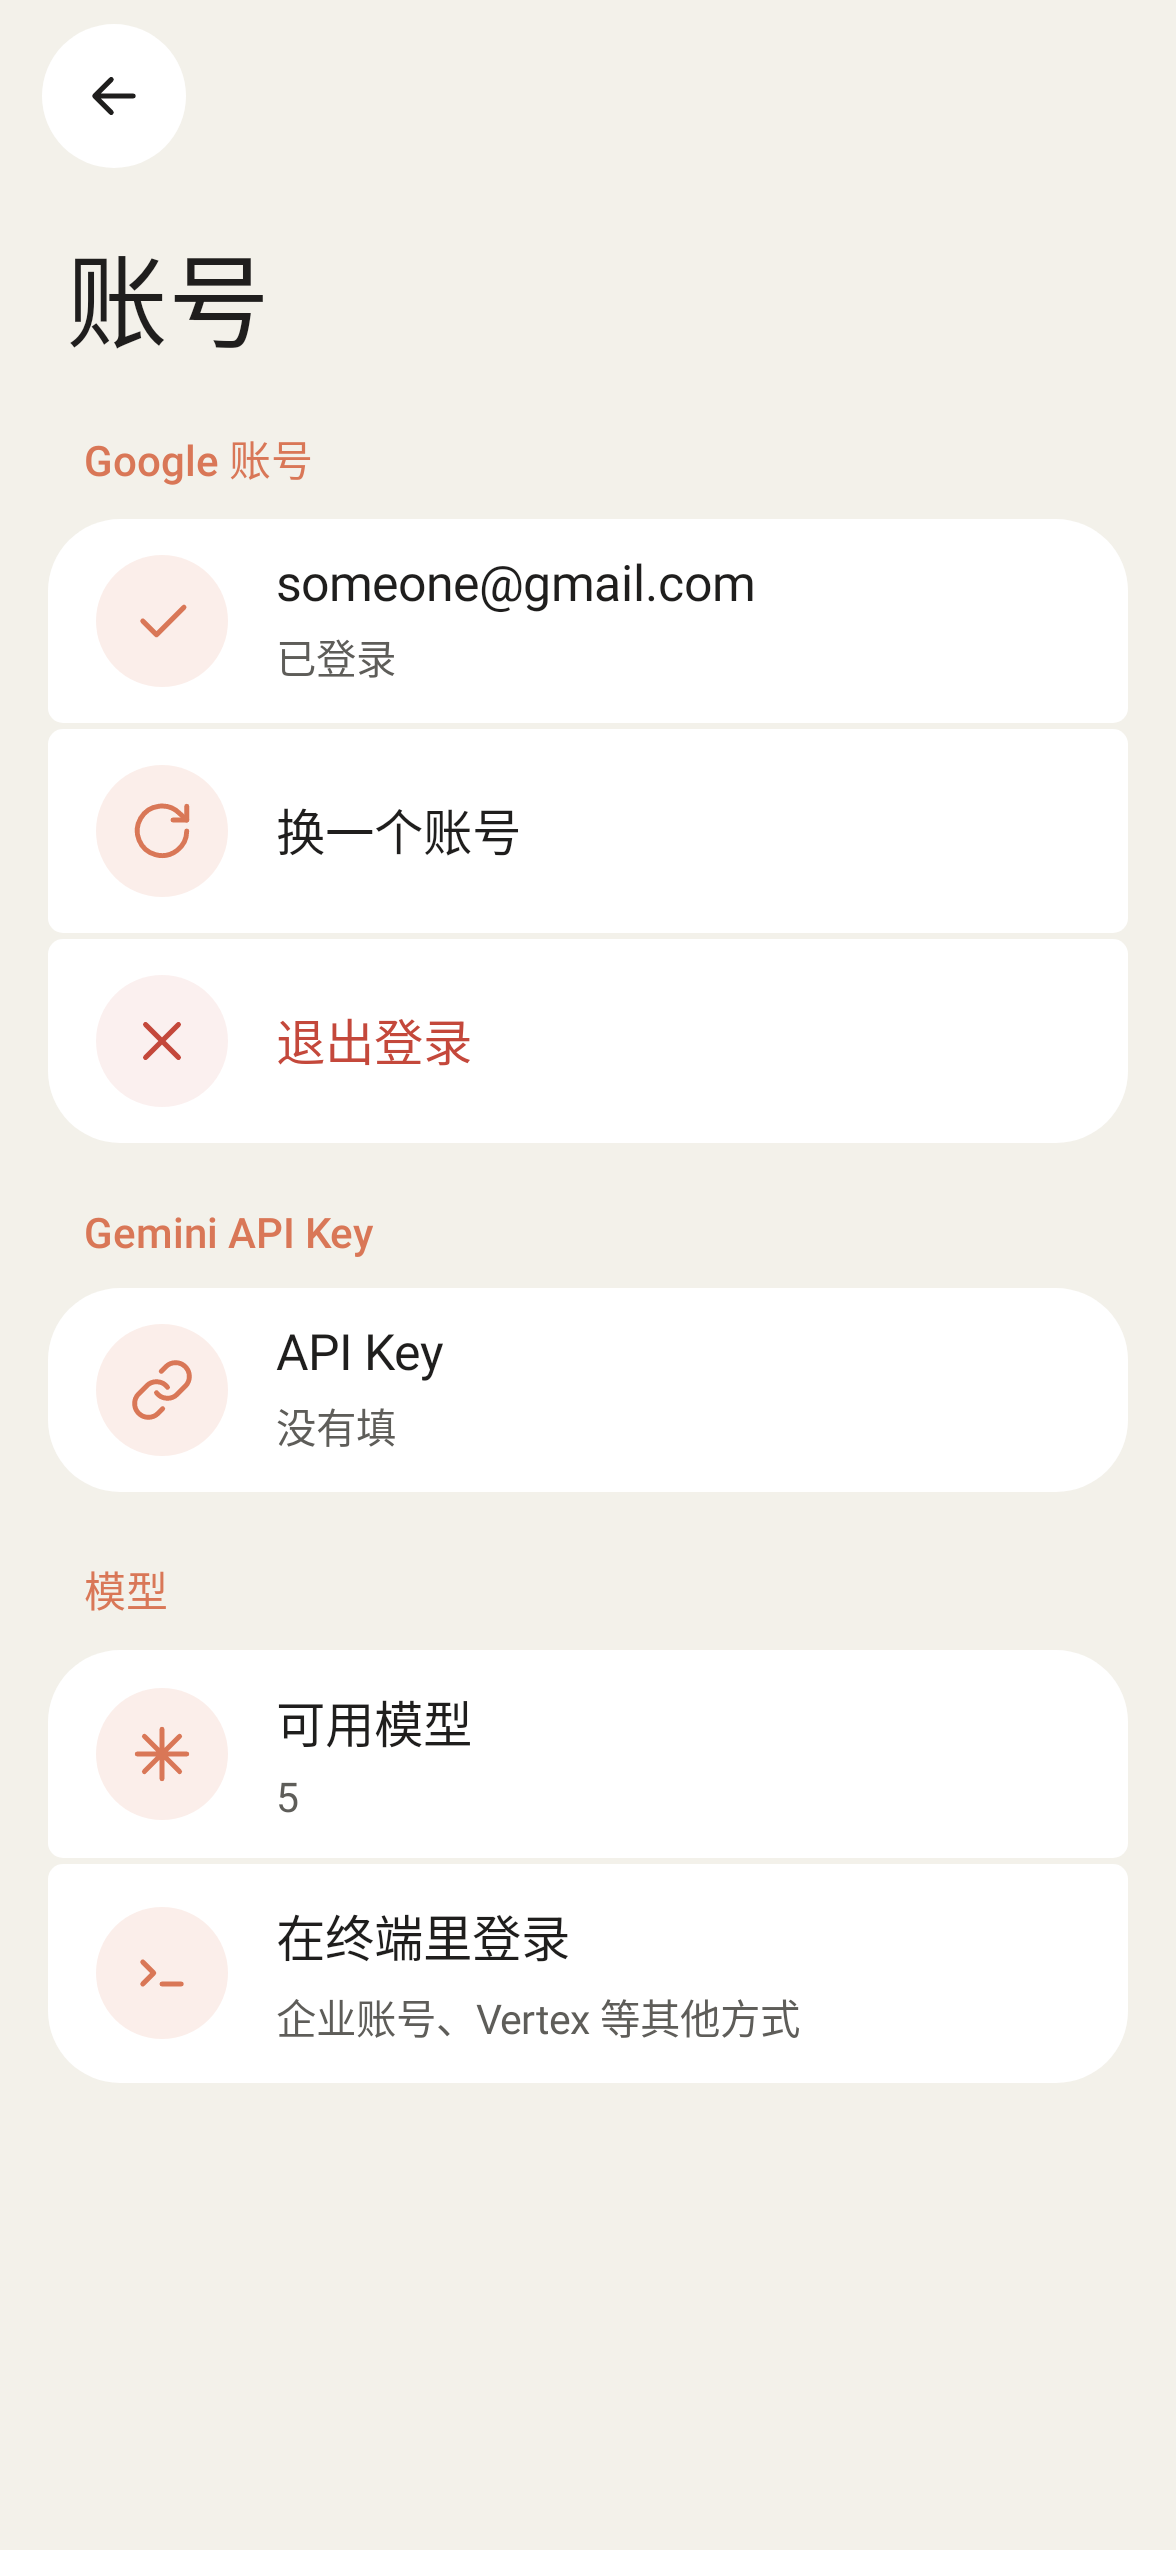 账号
Google 账号
someone@gmail.com
已登录
换一个账号
退出登录
Gemini API Key
API Key
没有填
模型
可用模型
5
在终端里登录
企业账号、Vertex 等其他方式